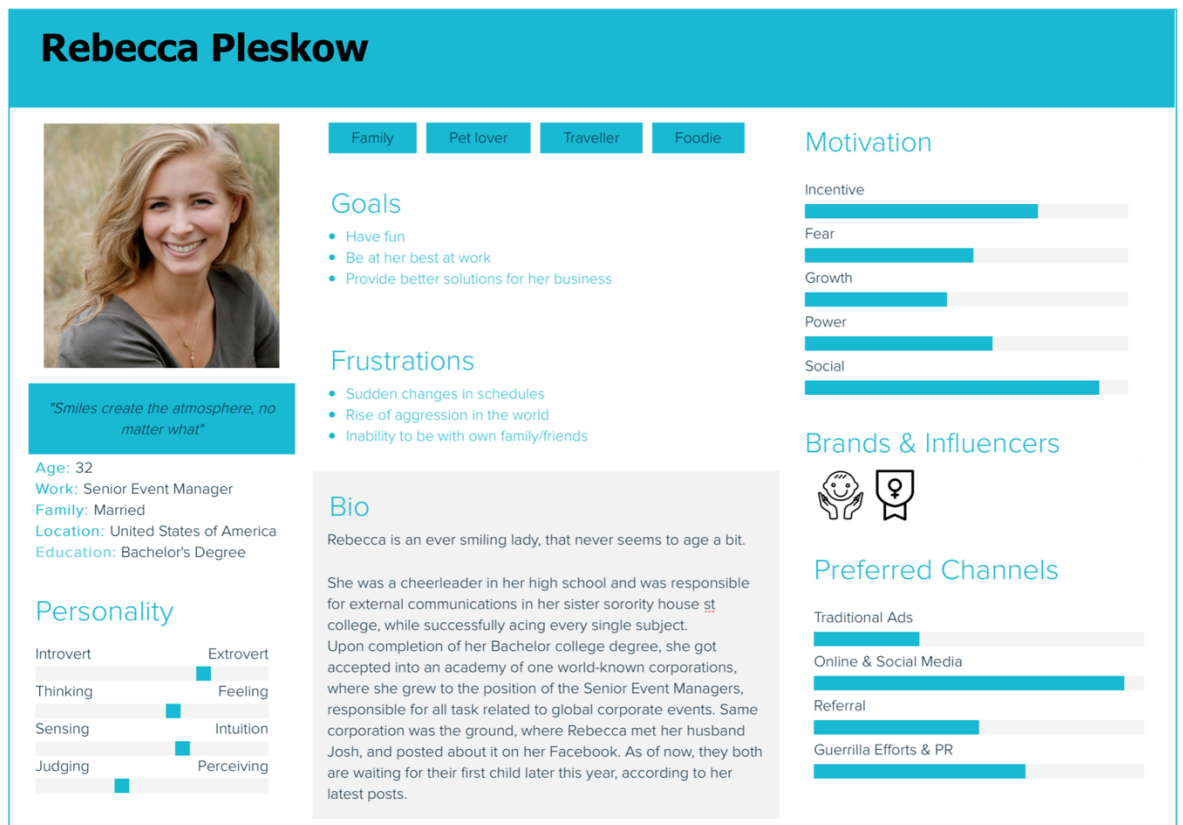 Rebecca Pleskow
"Smiles create the atmosphere, no
matter what"
Age: 32
Work: Senior Event Manager
Family: Married
Location: United States of America
Education: Bachelor's Degree
Personality
Introvert Extrovert
Thinking Feeling
Sensing Intuition
Judging Perceiving
Family Pet lover Traveller Foodie
Goals
Have fun
Be at her best at work
Provide better solutions for her business
Frustrations
Sudden changes in schedules
Rise of aggression in the world
Inability to be with own family/friends
Bio
Rebecca is an ever smiling lady, that never seems to age a bit.
She was a cheerleader in her high school and was responsible
for external communications in her sister sorority house st
college, while successfully acing every single subject.
Upon completion of her Bachelor college degree, she got
accepted into an academy of one world-known corporations,
where she grew to the position of the Senior Event Managers,
responsible for all task related to global corporate events. Same
corporation was the ground, where Rebecca met her husband
Josh, and posted about it on her Facebook. As of now, they both
are waiting for their first child later this year, according to her
latest posts.
Motivation
Incentive
Fear
Growth
Power
Social
Brands & Influencers
Preferred Channels
Traditional Ads
Online & Social Media
Referral
Guerrilla Efforts & PR